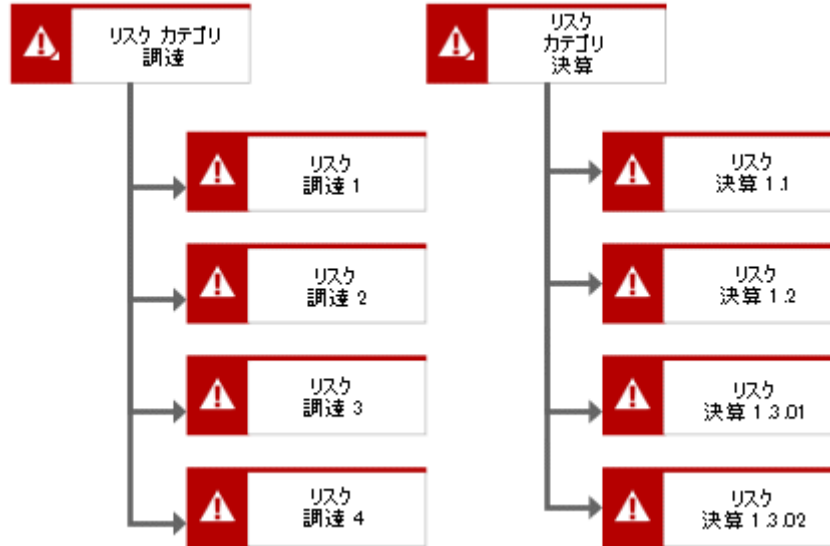 リスク カテゴリ
調達
リスク
調達 1
リスク
調達 2
リスク
調達 3
リスク
調達 4
リスク
カテゴリ
決算
リスク
決算 1.1
リスク
決算 1.2
リスク
決算 1.3.01
リスク
決算 1.3.02